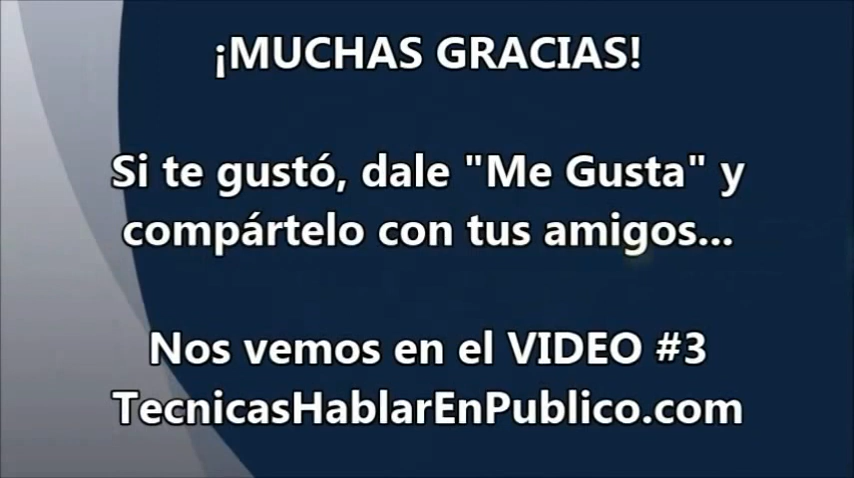 ¡MUCHAS GRACIAS!
Si te gustó, dale "Me Gusta" y
compártelo con tus amigos...
Nos vemos en el VIDEO #3
TecnicasHablarEnPublico.com